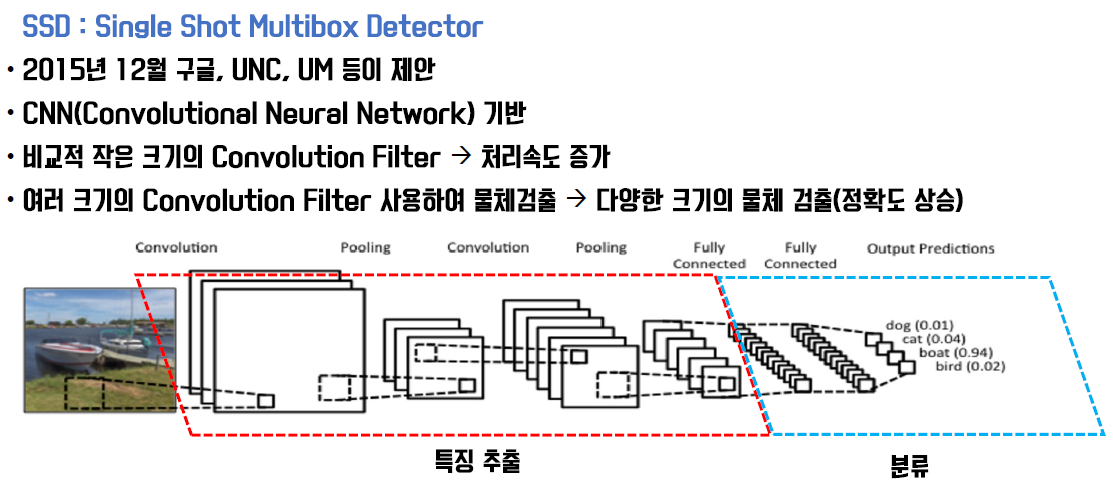 SSD : Single Shot Multibox Detector
• 2015년 12월 구글, UNC, UM 등이 제안
• CNN(Convolutional Neural Network) 기반
• 비교적 작은 크기의 Convolution Filter → 처리속도 증가
• 여러 크기의 Convolution Filter 사용하여 물체검출 → 다양한 크기의 물체 검출(정확도 상승)
Convolution Pooling Convolution Pooling Fully Connected Fully Connected Output Predictions
dog (0.01)
cat (0.04)
boat (0.94)
bird (0.02)
특징 추출
분류